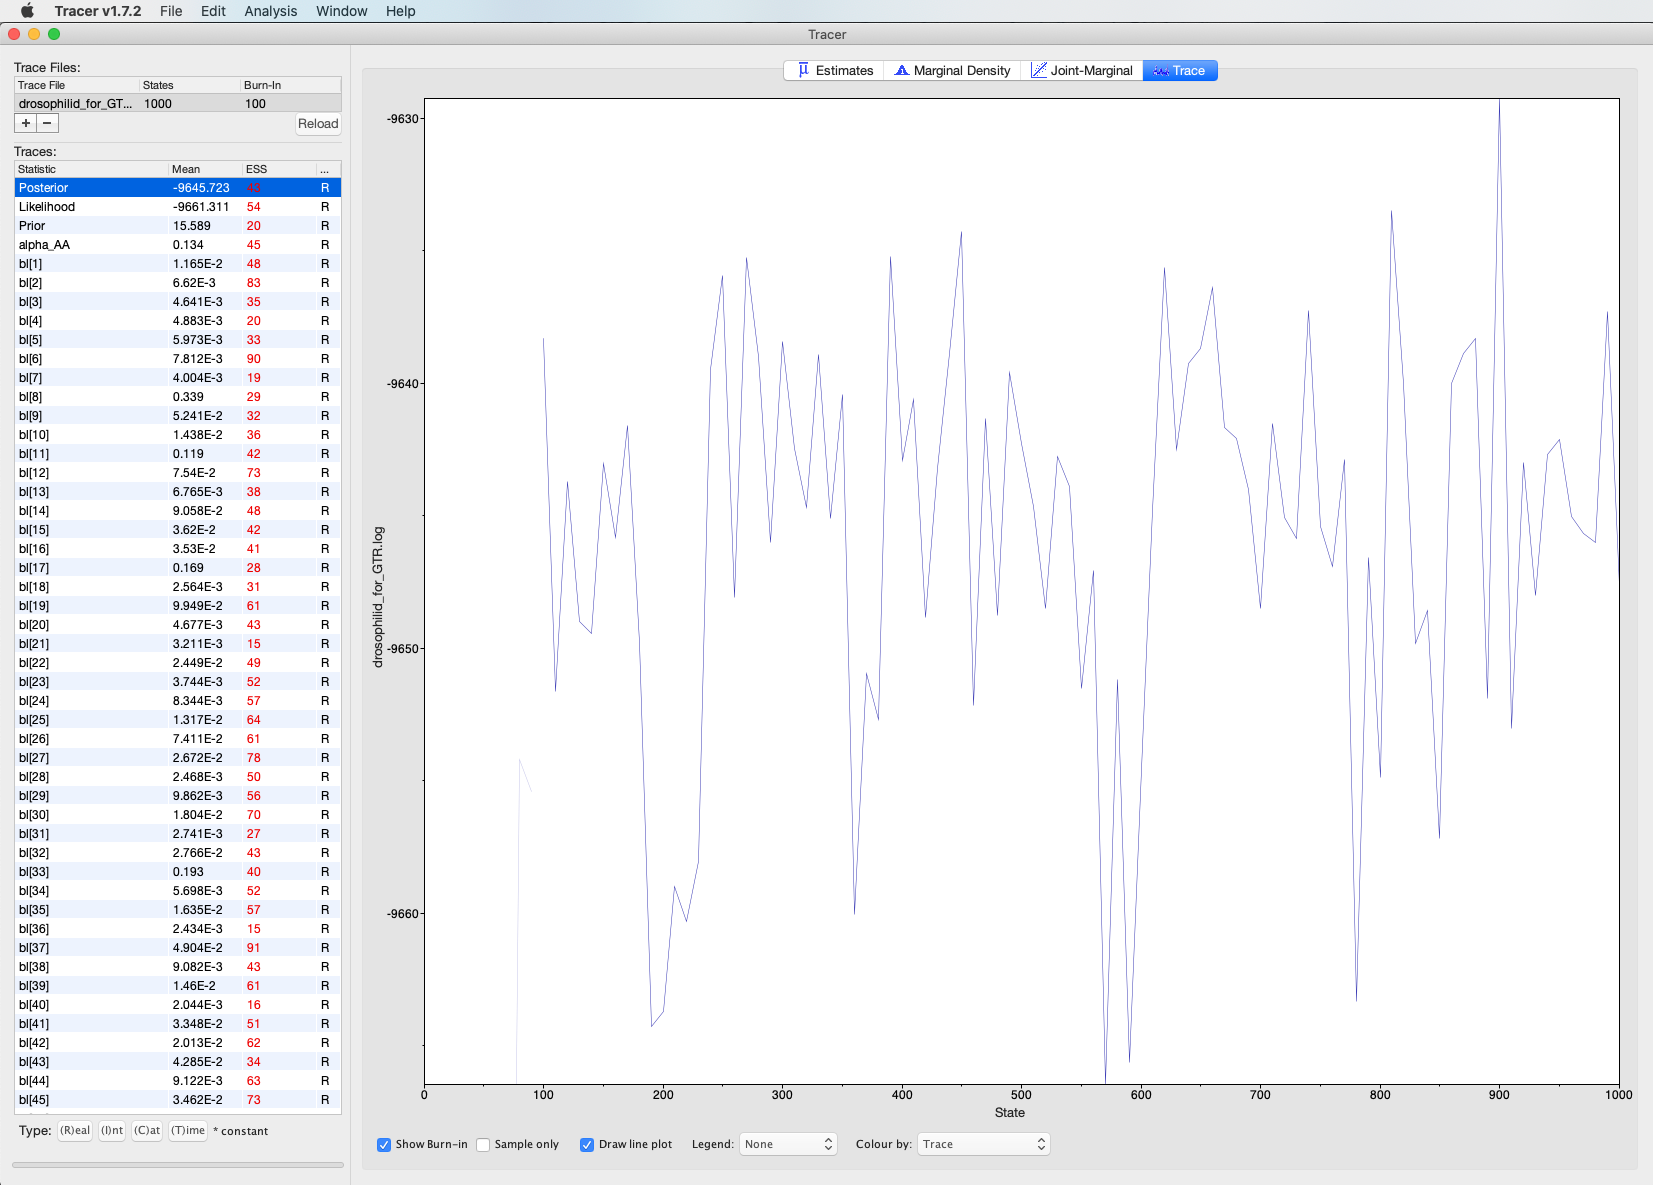 Tracer v1.7.2 File Edit Analysis Window Help
Tracer
Trace Files:
Trace File States Burn-In
drosophilid_for_GT... 1000 100
+ − Reload
Traces:
Statistic Mean ESS ...
Posterior -9645.723 43 R
Likelihood -9661.311 54 R
Prior 15.589 20 R
alpha_AA 0.134 45 R
bl[1] 1.165E-2 48 R
bl[2] 6.62E-3 83 R
bl[3] 4.641E-3 35 R
bl[4] 4.883E-3 20 R
bl[5] 5.973E-3 33 R
bl[6] 7.812E-3 90 R
bl[7] 4.004E-3 19 R
bl[8] 0.339 29 R
bl[9] 5.241E-2 32 R
bl[10] 1.438E-2 36 R
bl[11] 0.119 42 R
bl[12] 7.54E-2 73 R
bl[13] 6.765E-3 38 R
bl[14] 9.058E-2 48 R
bl[15] 3.62E-2 42 R
bl[16] 3.53E-2 41 R
bl[17] 0.169 28 R
bl[18] 2.564E-3 31 R
bl[19] 9.949E-2 61 R
bl[20] 4.677E-3 43 R
bl[21] 3.211E-3 15 R
bl[22] 2.449E-2 49 R
bl[23] 3.744E-3 52 R
bl[24] 8.344E-3 57 R
bl[25] 1.317E-2 64 R
bl[26] 7.411E-2 61 R
bl[27] 2.672E-2 78 R
bl[28] 2.468E-3 50 R
bl[29] 9.862E-3 56 R
bl[30] 1.804E-2 70 R
bl[31] 2.741E-3 27 R
bl[32] 2.766E-2 43 R
bl[33] 0.193 40 R
bl[34] 5.698E-3 52 R
bl[35] 1.635E-2 57 R
bl[36] 2.434E-3 15 R
bl[37] 4.904E-2 91 R
bl[38] 9.082E-3 43 R
bl[39] 1.46E-2 61 R
bl[40] 2.044E-3 16 R
bl[41] 3.348E-2 51 R
bl[42] 2.013E-2 62 R
bl[43] 4.285E-2 34 R
bl[44] 9.122E-3 63 R
bl[45] 3.462E-2 73 R
Type: (R)eal (I)nt (C)at (T)ime * constant
Estimates Marginal Density Joint-Marginal Trace
-9630
-9640
-9650
-9660
drosophilid_for_GTR.log
0 100 200 300 400 500 600 700 800 900 1000
State
Show Burn-in Sample only Draw line plot Legend: None Colour by: Trace